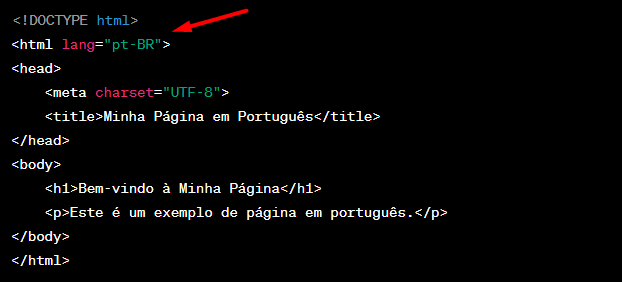 <!DOCTYPE html>
<html lang="pt-BR">
<head>
    <meta charset="UTF-8">
    <title>Minha Página em Português</title>
</head>
<body>
    <h1>Bem-vindo à Minha Página</h1>
    <p>Este é um exemplo de página em português.</p>
</body>
</html>